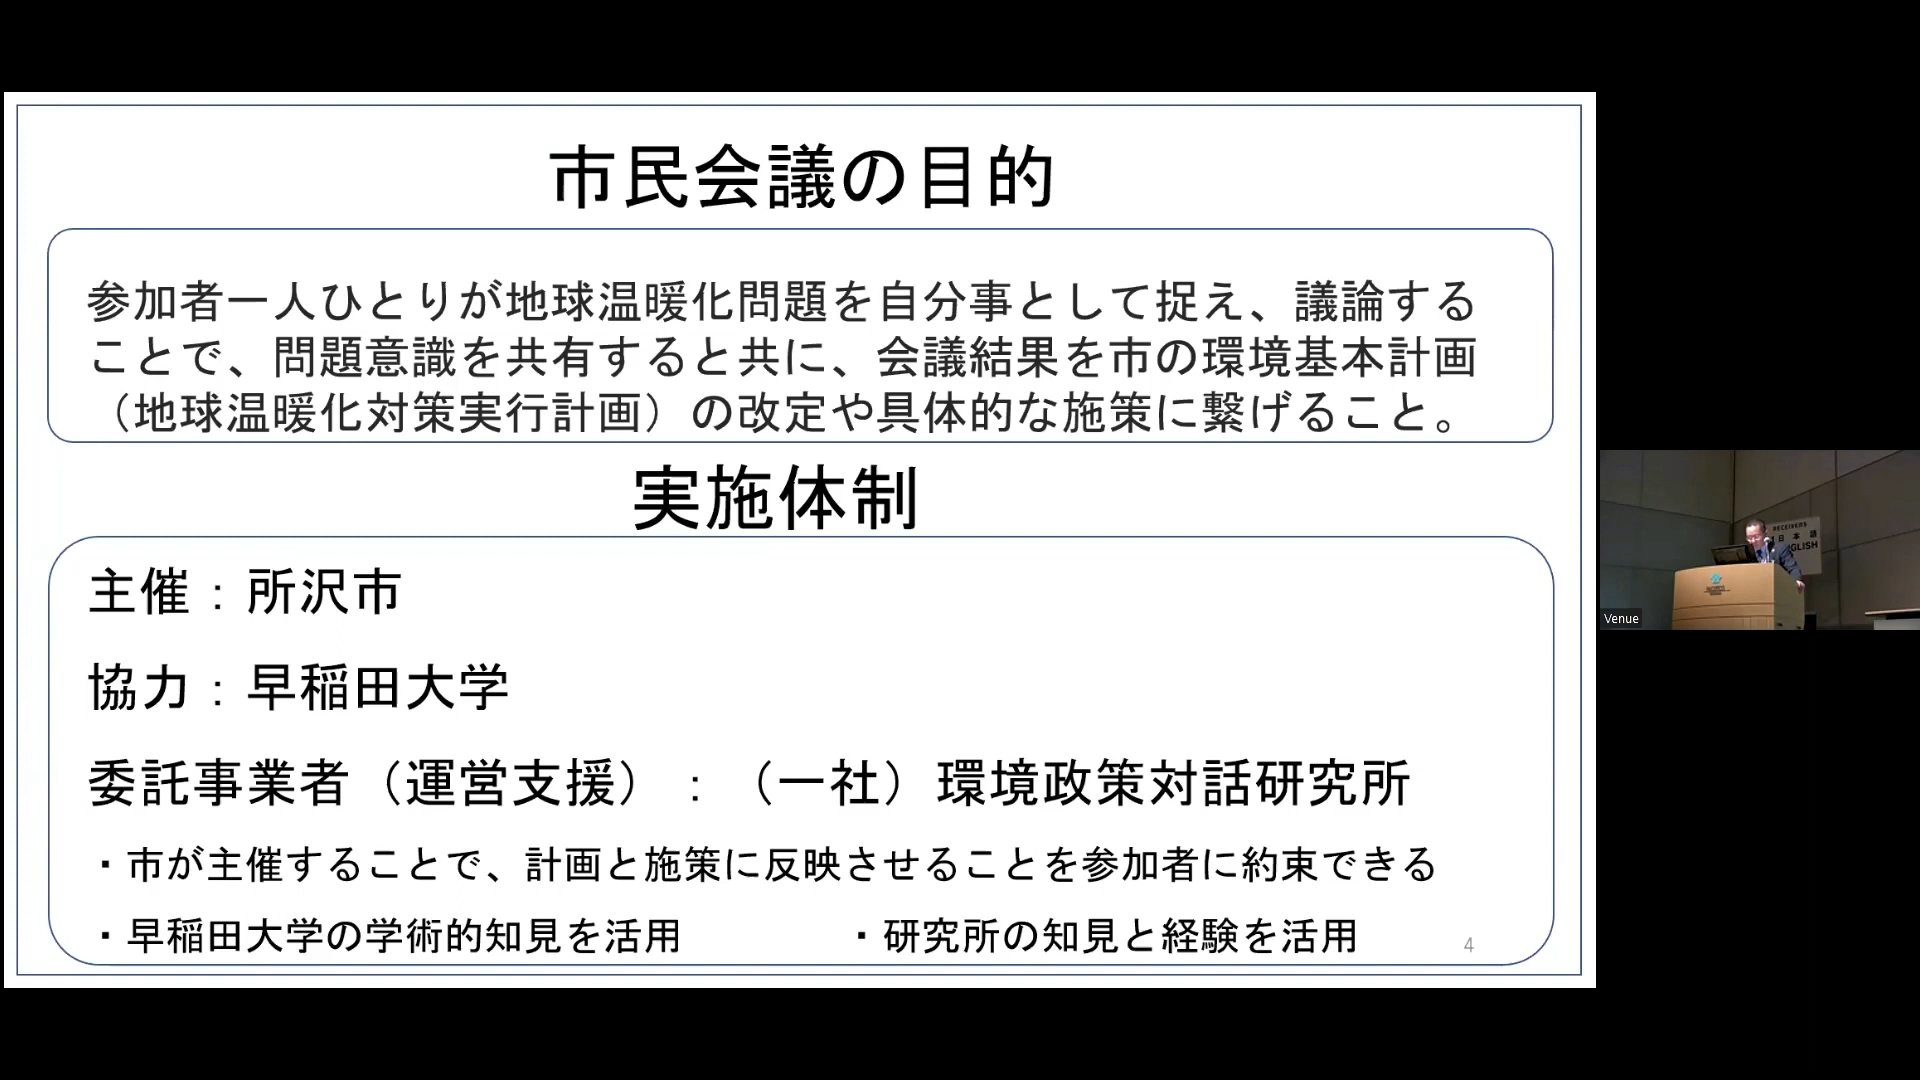 市民会議の目的
参加者一人ひとりが地球温暖化問題を自分事として捉え、議論する
ことで、問題意識を共有すると共に、会議結果を市の環境基本計画
（地球温暖化対策実行計画）の改定や具体的な施策に繋げること。
実施体制
主催：所沢市
協力：早稲田大学
委託事業者（運営支援）：（一社）環境政策対話研究所
・市が主催することで、計画と施策に反映させることを参加者に約束できる
・早稲田大学の学術的知見を活用 ・研究所の知見と経験を活用
4
RECEIVERS
日本語
GLISH
Venue